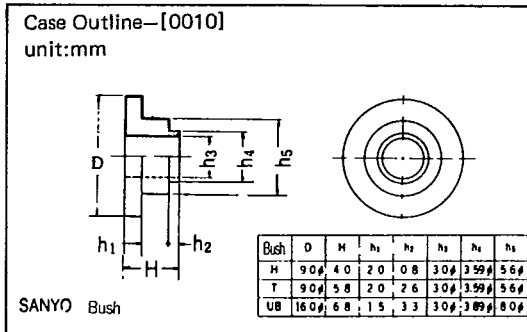 Case Outline—[0010]
unit:mm
D
h3
h4
h5
h1
h2
H
Bush D H h1 h2 h3 h4 h5
H 9.0ϕ 4.0 2.0 0.8 3.0ϕ 3.59ϕ 5.6ϕ
T 9.0ϕ 5.8 2.0 2.6 3.0ϕ 3.59ϕ 5.6ϕ
UB 16.0ϕ 6.8 1.5 3.3 3.0ϕ 3.89ϕ 8.0ϕ
SANYO Bush